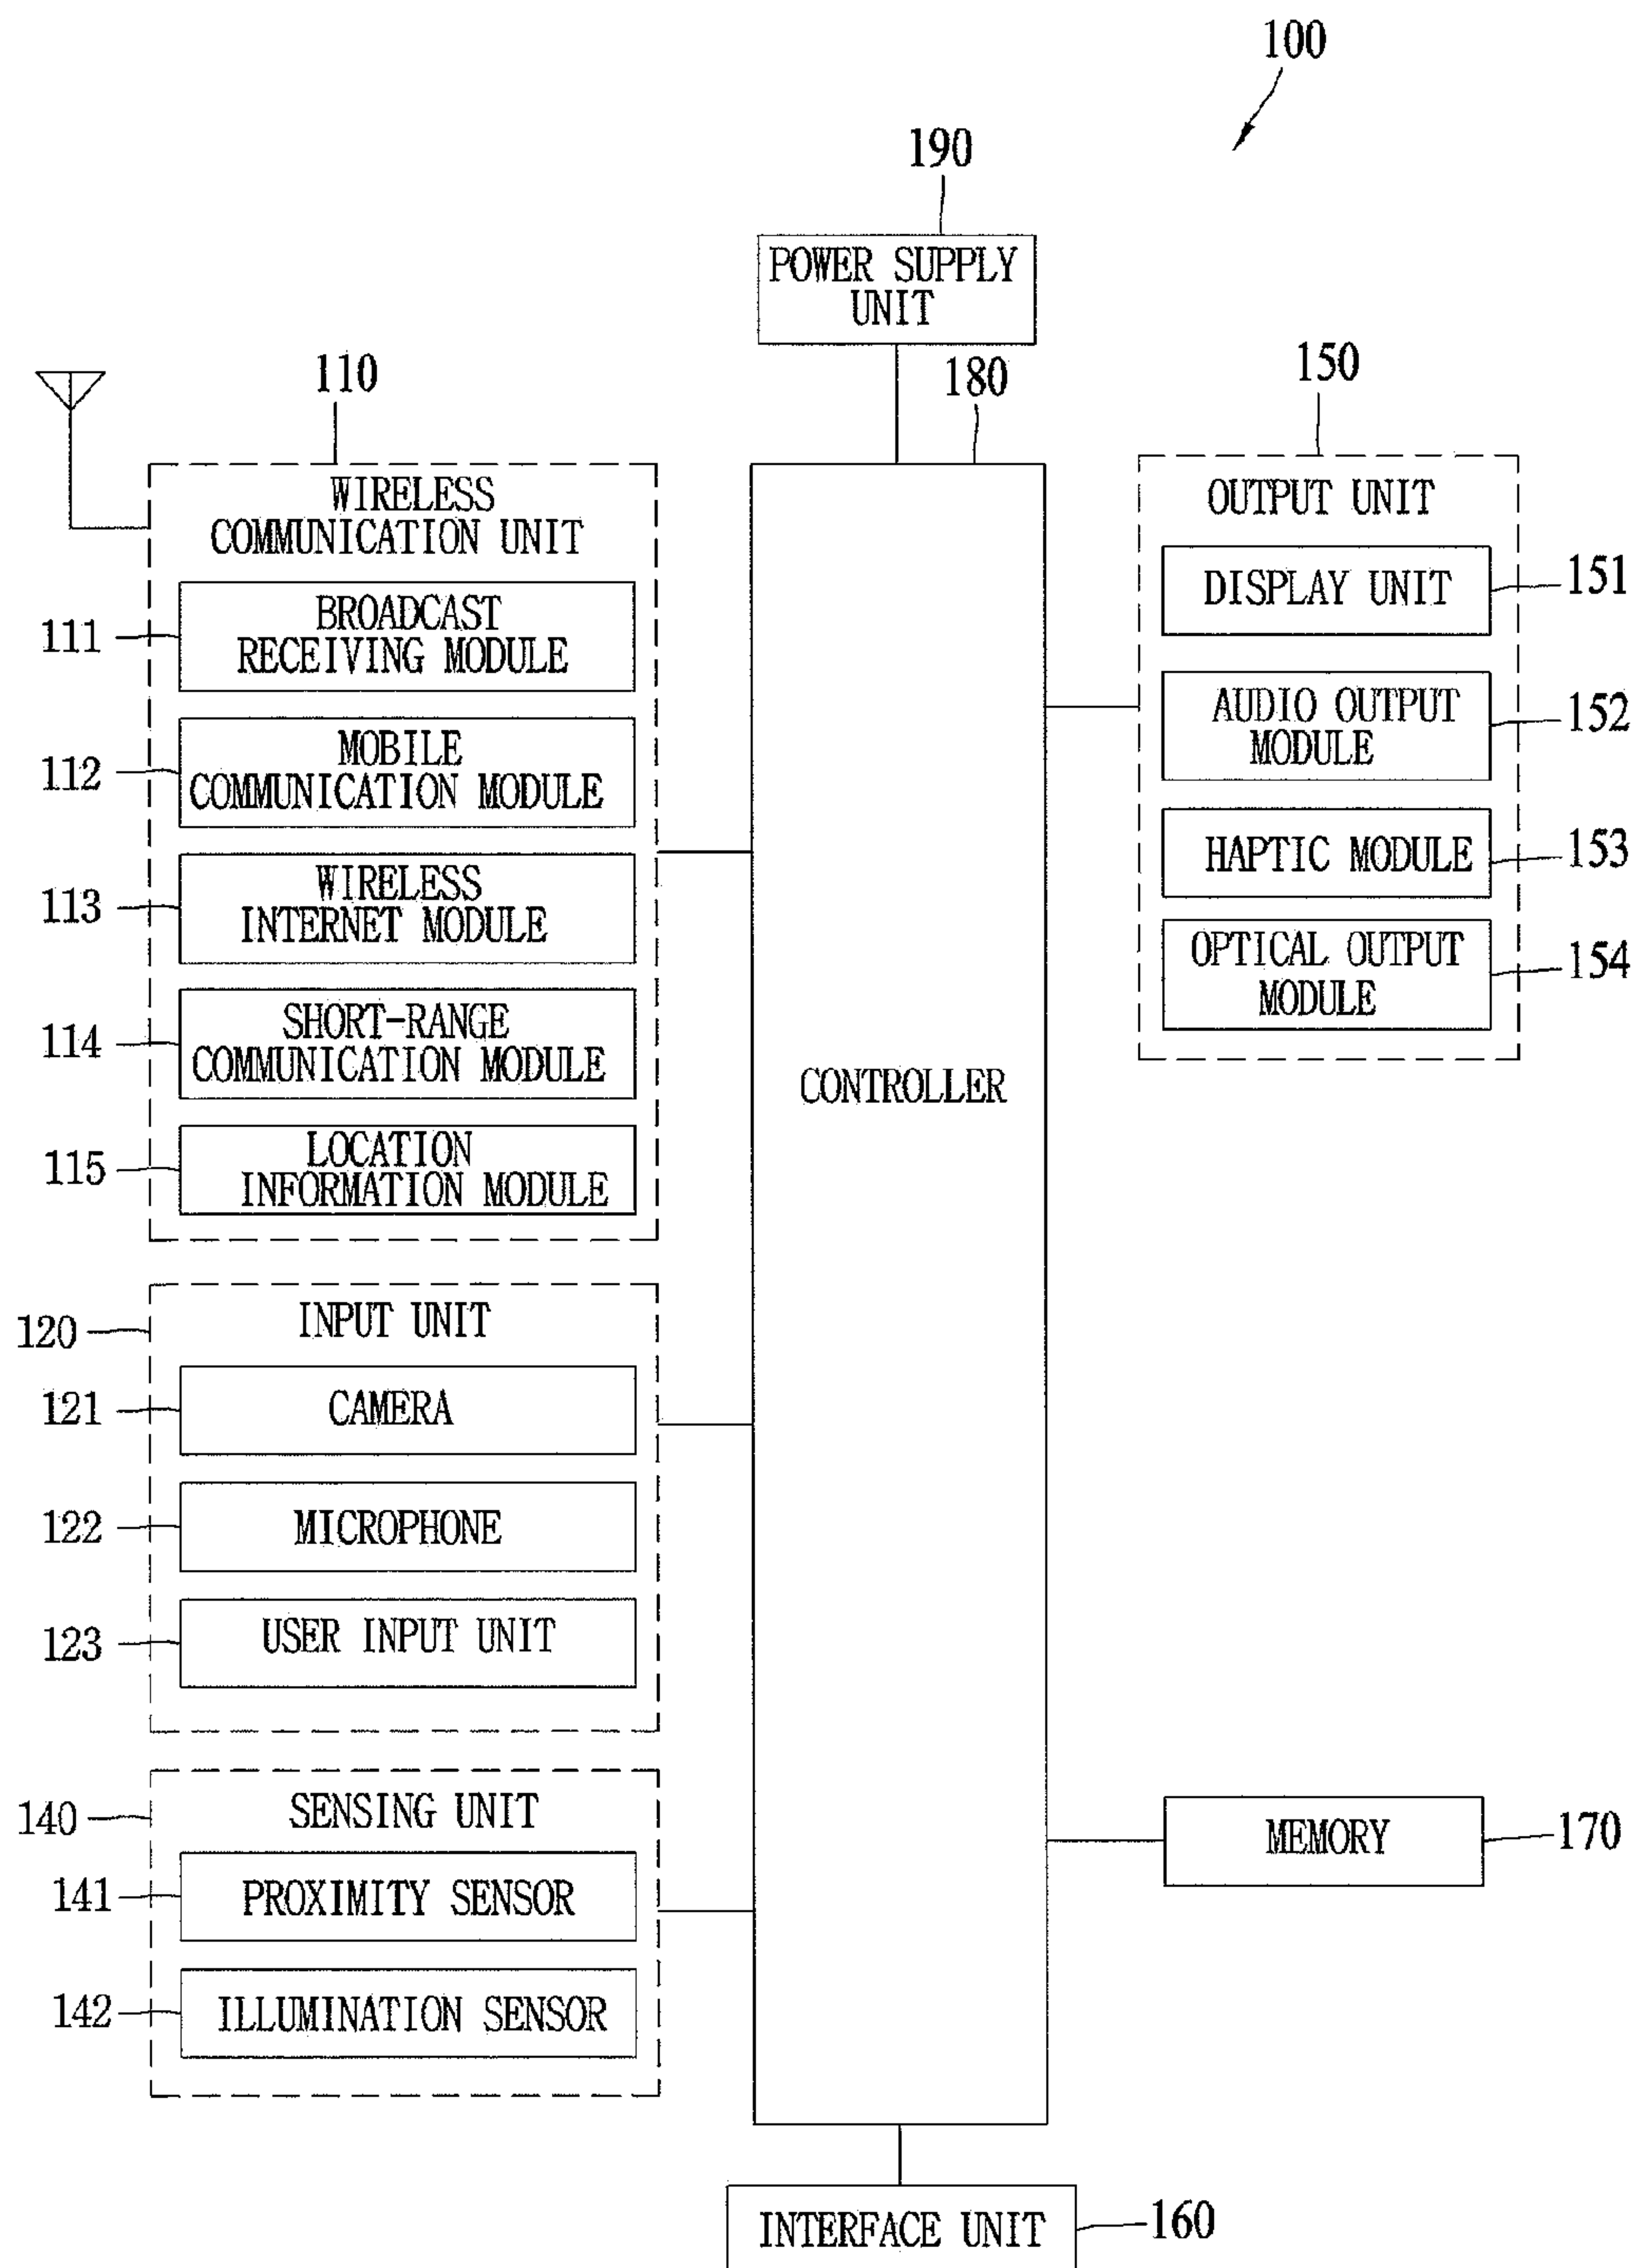 100
190
POWER SUPPLY
UNIT
110
180
150
WIRELESS
COMMUNICATION UNIT
OUTPUT UNIT
111
BROADCAST
RECEIVING MODULE
DISPLAY UNIT
151
112
MOBILE
COMMUNICATION MODULE
AUDIO OUTPUT
MODULE
152
113
WIRELESS
INTERNET MODULE
HAPTIC MODULE
153
114
SHORT-RANGE
COMMUNICATION MODULE
OPTICAL OUTPUT
MODULE
154
CONTROLLER
115
LOCATION
INFORMATION MODULE
120
INPUT UNIT
121
CAMERA
122
MICROPHONE
123
USER INPUT UNIT
140
SENSING UNIT
141
PROXIMITY SENSOR
142
ILLUMINATION SENSOR
MEMORY
170
INTERFACE UNIT
160